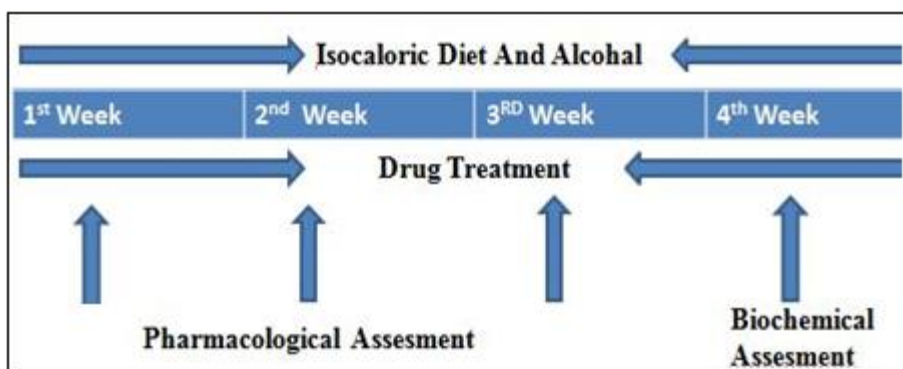 Isocaloric Diet And Alcohal
1st Week 2nd Week 3RD Week 4th Week
Drug Treatment
Pharmacological Assesment
Biochemical
Assesment